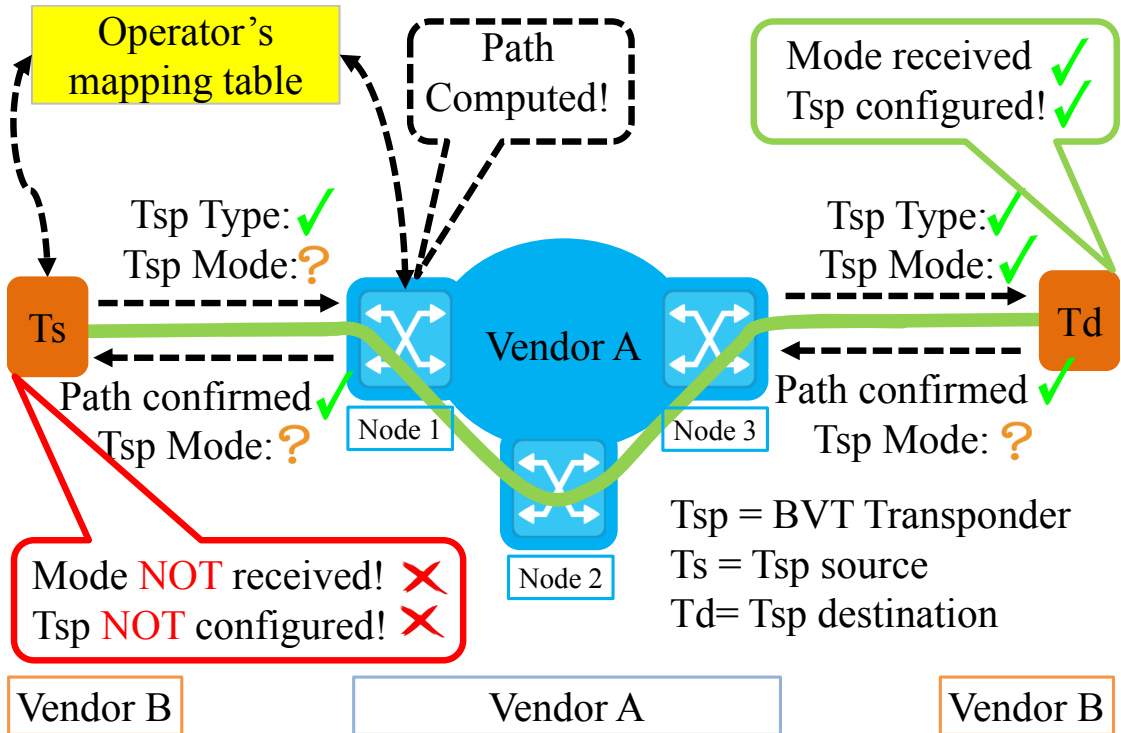 Operator's
mapping table
Path
Computed!
Mode received
Tsp configured!
Tsp Type:
Tsp Mode:?
Tsp Type:
Tsp Mode:
Ts
Vendor A
Td
Path confirmed
Tsp Mode:?
Node 1
Node 3
Path confirmed
Tsp Mode: ?
Node 2
Mode NOT received!
Tsp NOT configured!
Tsp = BVT Transponder
Ts = Tsp source
Td= Tsp destination
Vendor B
Vendor A
Vendor B